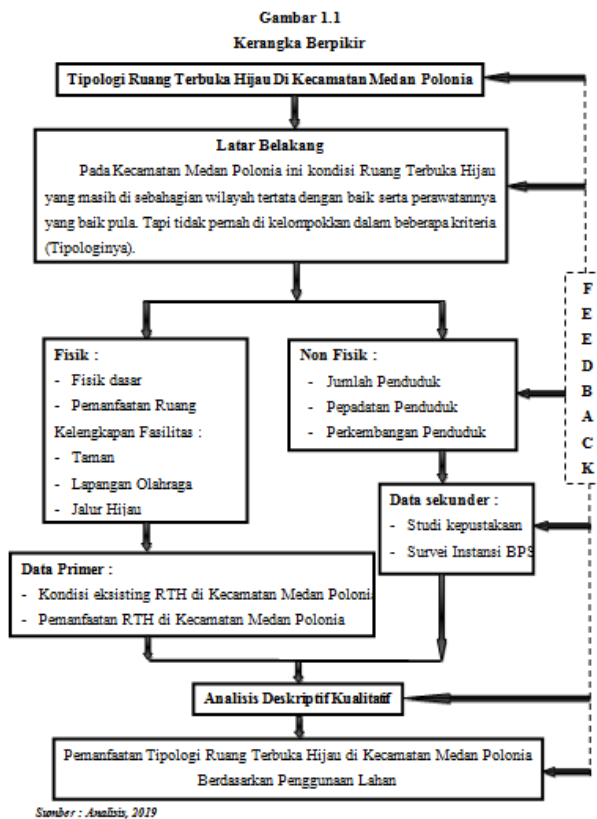 Gambar 1.1
Kerangka Berpikir
Tipologi Ruang Terbuka Hijau Di Kecamatan Medan Polonia
Latar Belakang
Pada Kecamatan Medan Polonia ini kondisi Ruang Terbuka Hijau
yang masih di sebahagian wilayah tertata dengan baik serta perawatannya
yang baik pula. Tapi tidak pernah di kelompokkan dalam beberapa kriteria
(Tipologinya).
Fisik :
- Fisik dasar
- Pemanfaatan Ruang
Kelengkapan Fasilitas :
- Taman
- Lapangan Olahraga
- Jalur Hijau
Non Fisik :
- Jumlah Penduduk
- Pepadatan Penduduk
- Perkembangan Penduduk
FEEDBACK
Data sekunder :
- Studi kepustakaan
- Survei Instansi BPS
Data Primer :
- Kondisi eksisting RTH di Kecamatan Medan Polonia
- Pemanfaatan RTH di Kecamatan Medan Polonia
Analisis Deskriptif Kualitatif
Pemanfaatan Tipologi Ruang Terbuka Hijau di Kecamatan Medan Polonia
Berdasarkan Penggunaan Lahan
Sumber : Analisis, 2019